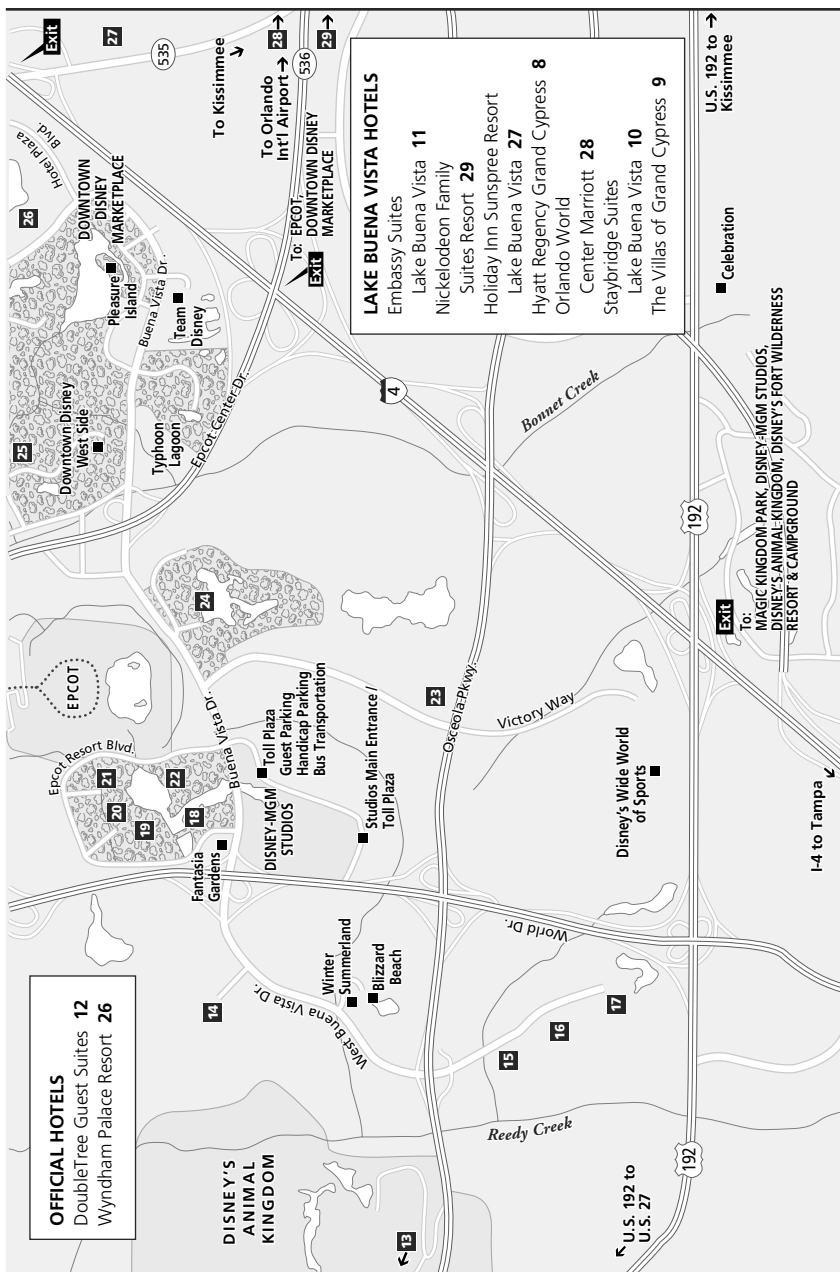 OFFICIAL HOTELS
DoubleTree Guest Suites 12
Wyndham Palace Resort 26
DISNEY'S
ANIMAL
KINGDOM
13
U.S. 192 to
U.S. 27
192
Reedy Creek
14
West Buena Vista Dr.
Winter
Summerland
Blizzard
Beach
15
16
17
World Dr.
Fantasia
Gardens
18
19
20
21
22
Epcot Resort Blvd.
EPCOT
Buena Vista Dr.
DISNEY-MGM
STUDIOS
Toll Plaza
Guest Parking
Handicap Parking
Bus Transportation
Studios Main Entrance /
Toll Plaza
23
Osceola Pkwy.
Victory Way
Disney's Wide World
of Sports
I-4 to Tampa
24
25
Downtown Disney
West Side
Typhoon
Lagoon
Epcot Center Dr.
Buena Vista Dr.
Team
Disney
Pleasure
Island
DOWNTOWN
DISNEY
MARKETPLACE
26
Hotel Plaza
Blvd.
Exit
27
535
To Kissimmee
28
To Orlando
Int'l Airport
29
536
To: EPCOT,
DOWNTOWN DISNEY
MARKETPLACE
Exit
4
Bonnet Creek
192
Exit
To:
MAGIC KINGDOM PARK, DISNEY-MGM STUDIOS,
DISNEY'S ANIMAL KINGDOM, DISNEY'S FORT WILDERNESS
RESORT & CAMPGROUND
Celebration
U.S. 192 to
Kissimmee
LAKE BUENA VISTA HOTELS
Embassy Suites
Lake Buena Vista 11
Nickelodeon Family
Suites Resort 29
Holiday Inn Sunspree Resort
Lake Buena Vista 27
Hyatt Regency Grand Cypress 8
Orlando World
Center Marriott 28
Staybridge Suites
Lake Buena Vista 10
The Villas of Grand Cypress 9